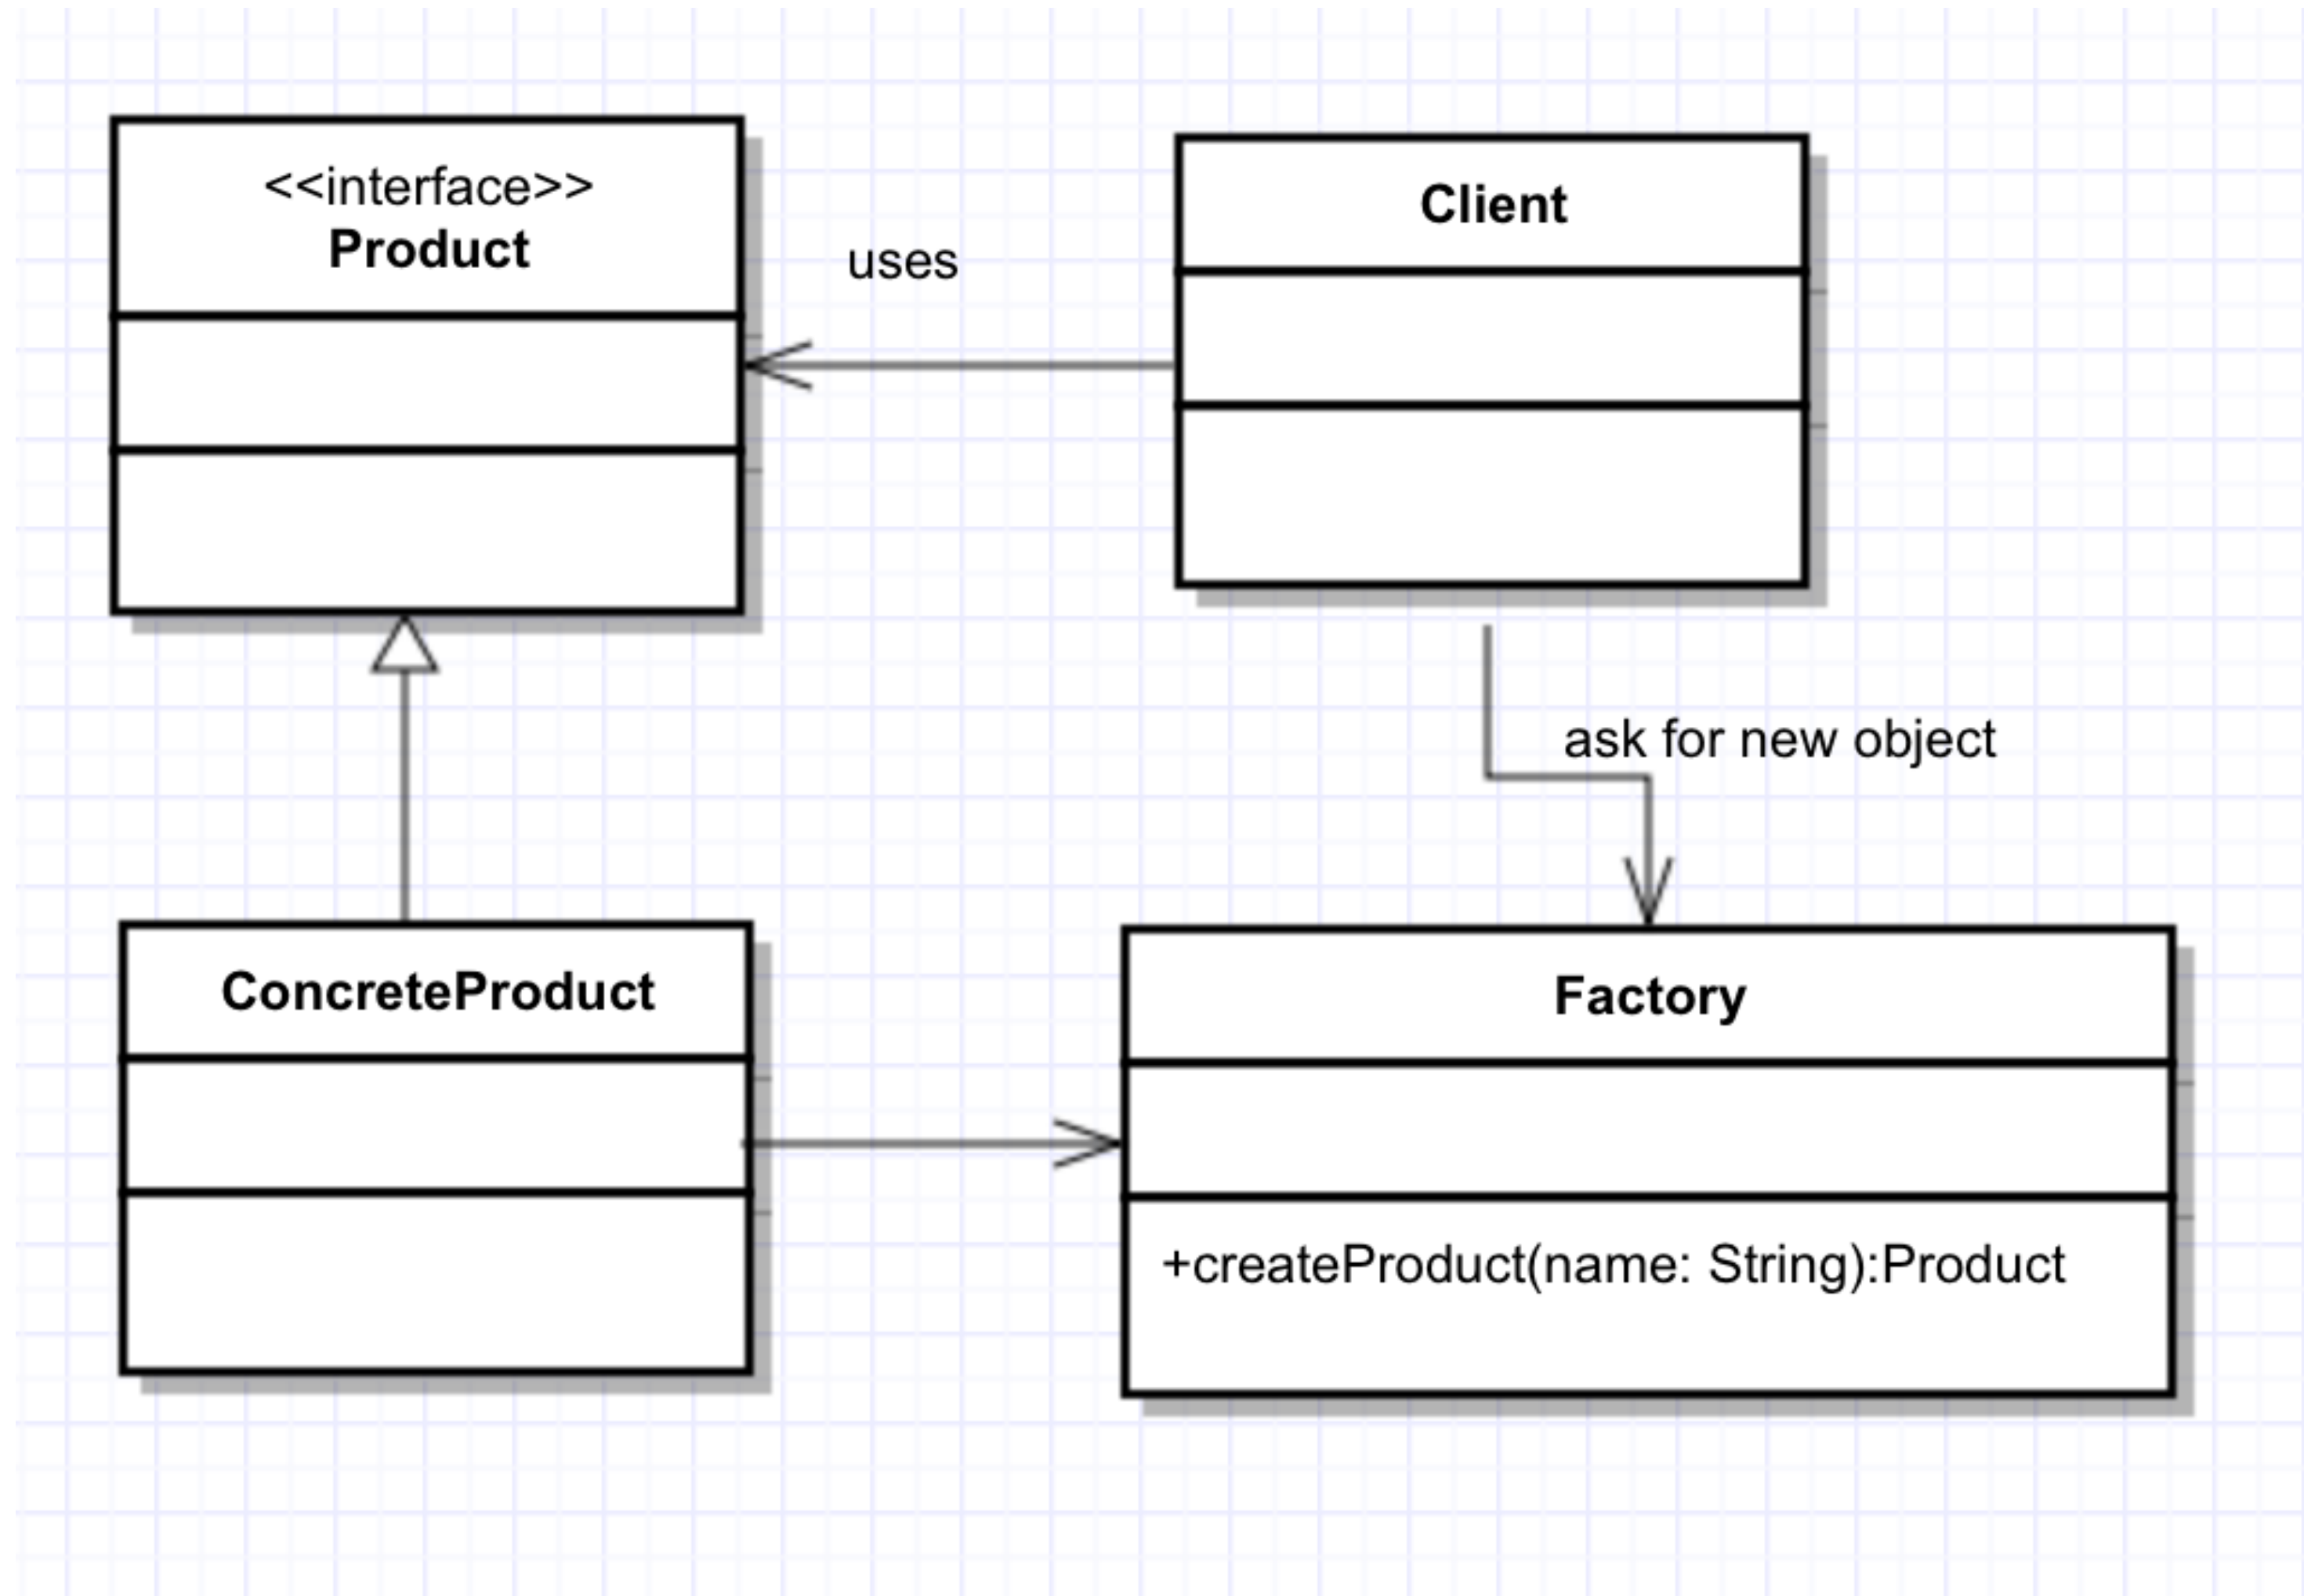 <<interface>>
Product
uses
Client
ask for new object
ConcreteProduct
Factory
+createProduct(name: String):Product